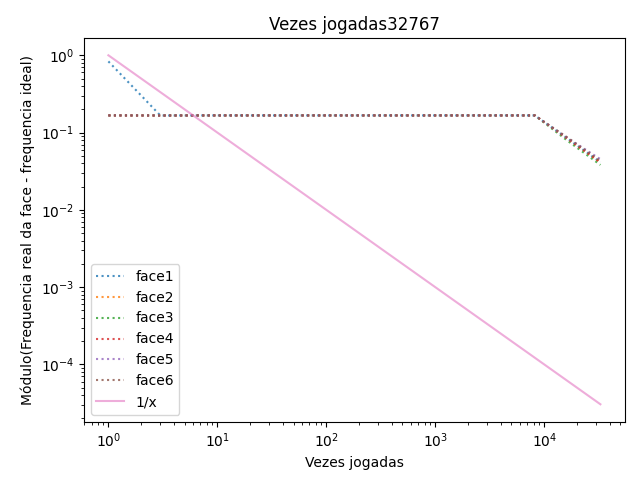 Vezes jogadas32767
Módulo(Frequencia real da face - frequencia ideal)
10⁰
10⁻¹
10⁻²
10⁻³
10⁻⁴
face1
face2
face3
face4
face5
face6
1/x
10⁰ 10¹ 10² 10³ 10⁴
Vezes jogadas